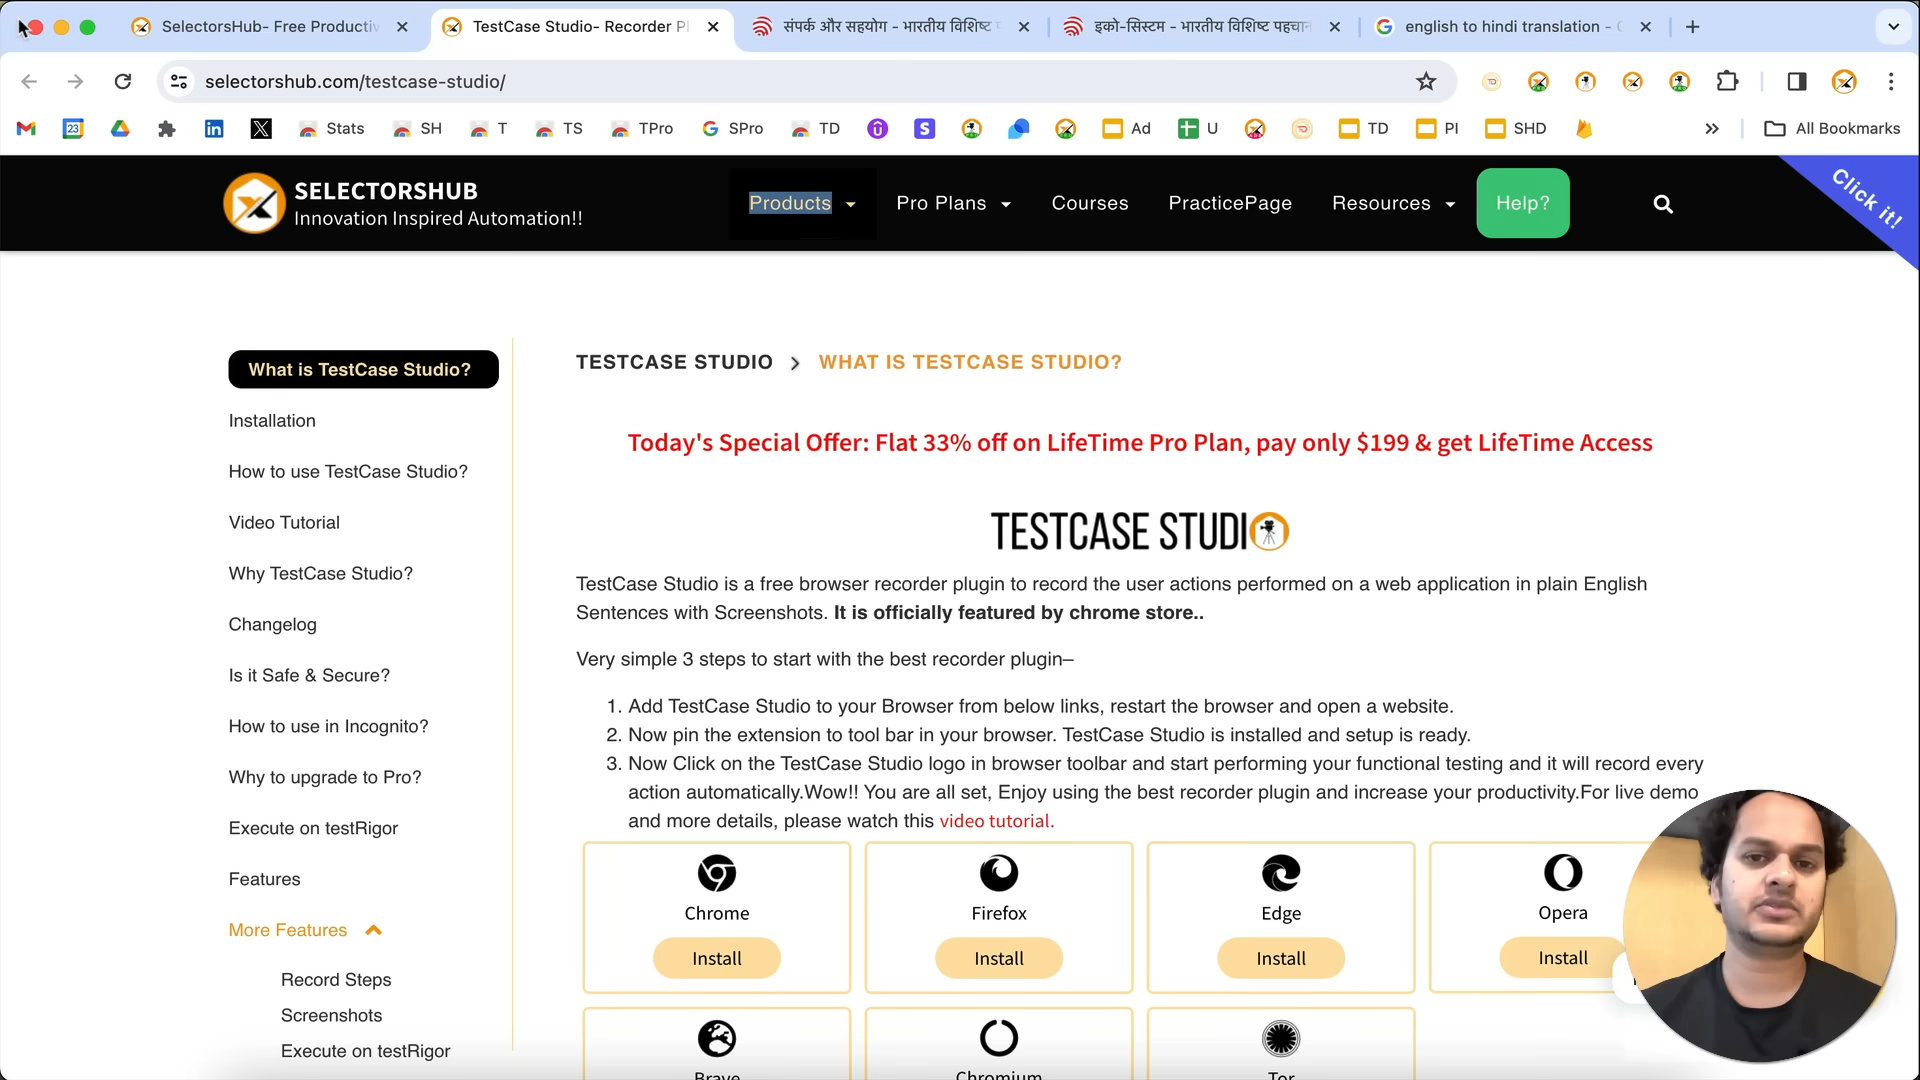 SelectorsHub- Free Productiv
TestCase Studio- Recorder Pl
संपर्क और सहयोग - भारतीय विशिष्ट प
इको-सिस्टम - भारतीय विशिष्ट पहचान
english to hindi translation - G
selectorshub.com/testcase-studio/
23
Stats
SH
T
TS
TPro
SPro
TD
Ad
U
TD
PI
SHD
All Bookmarks
SELECTORSHUB
Innovation Inspired Automation!!
Products
Pro Plans
Courses
PracticePage
Resources
Help?
Click it!
What is TestCase Studio?
Installation
How to use TestCase Studio?
Video Tutorial
Why TestCase Studio?
Changelog
Is it Safe & Secure?
How to use in Incognito?
Why to upgrade to Pro?
Execute on testRigor
Features
More Features
Record Steps
Screenshots
Execute on testRigor
TESTCASE STUDIO > WHAT IS TESTCASE STUDIO?
Today's Special Offer: Flat 33% off on LifeTime Pro Plan, pay only $199 & get LifeTime Access
TESTCASE STUDIO
TestCase Studio is a free browser recorder plugin to record the user actions performed on a web application in plain English
Sentences with Screenshots. It is officially featured by chrome store..
Very simple 3 steps to start with the best recorder plugin–
1. Add TestCase Studio to your Browser from below links, restart the browser and open a website.
2. Now pin the extension to tool bar in your browser. TestCase Studio is installed and setup is ready.
3. Now Click on the TestCase Studio logo in browser toolbar and start performing your functional testing and it will record every
action automatically.Wow!! You are all set, Enjoy using the best recorder plugin and increase your productivity.For live demo
and more details, please watch this video tutorial.
Chrome
Install
Firefox
Install
Edge
Install
Opera
Install
Brave
Chromium
Tor